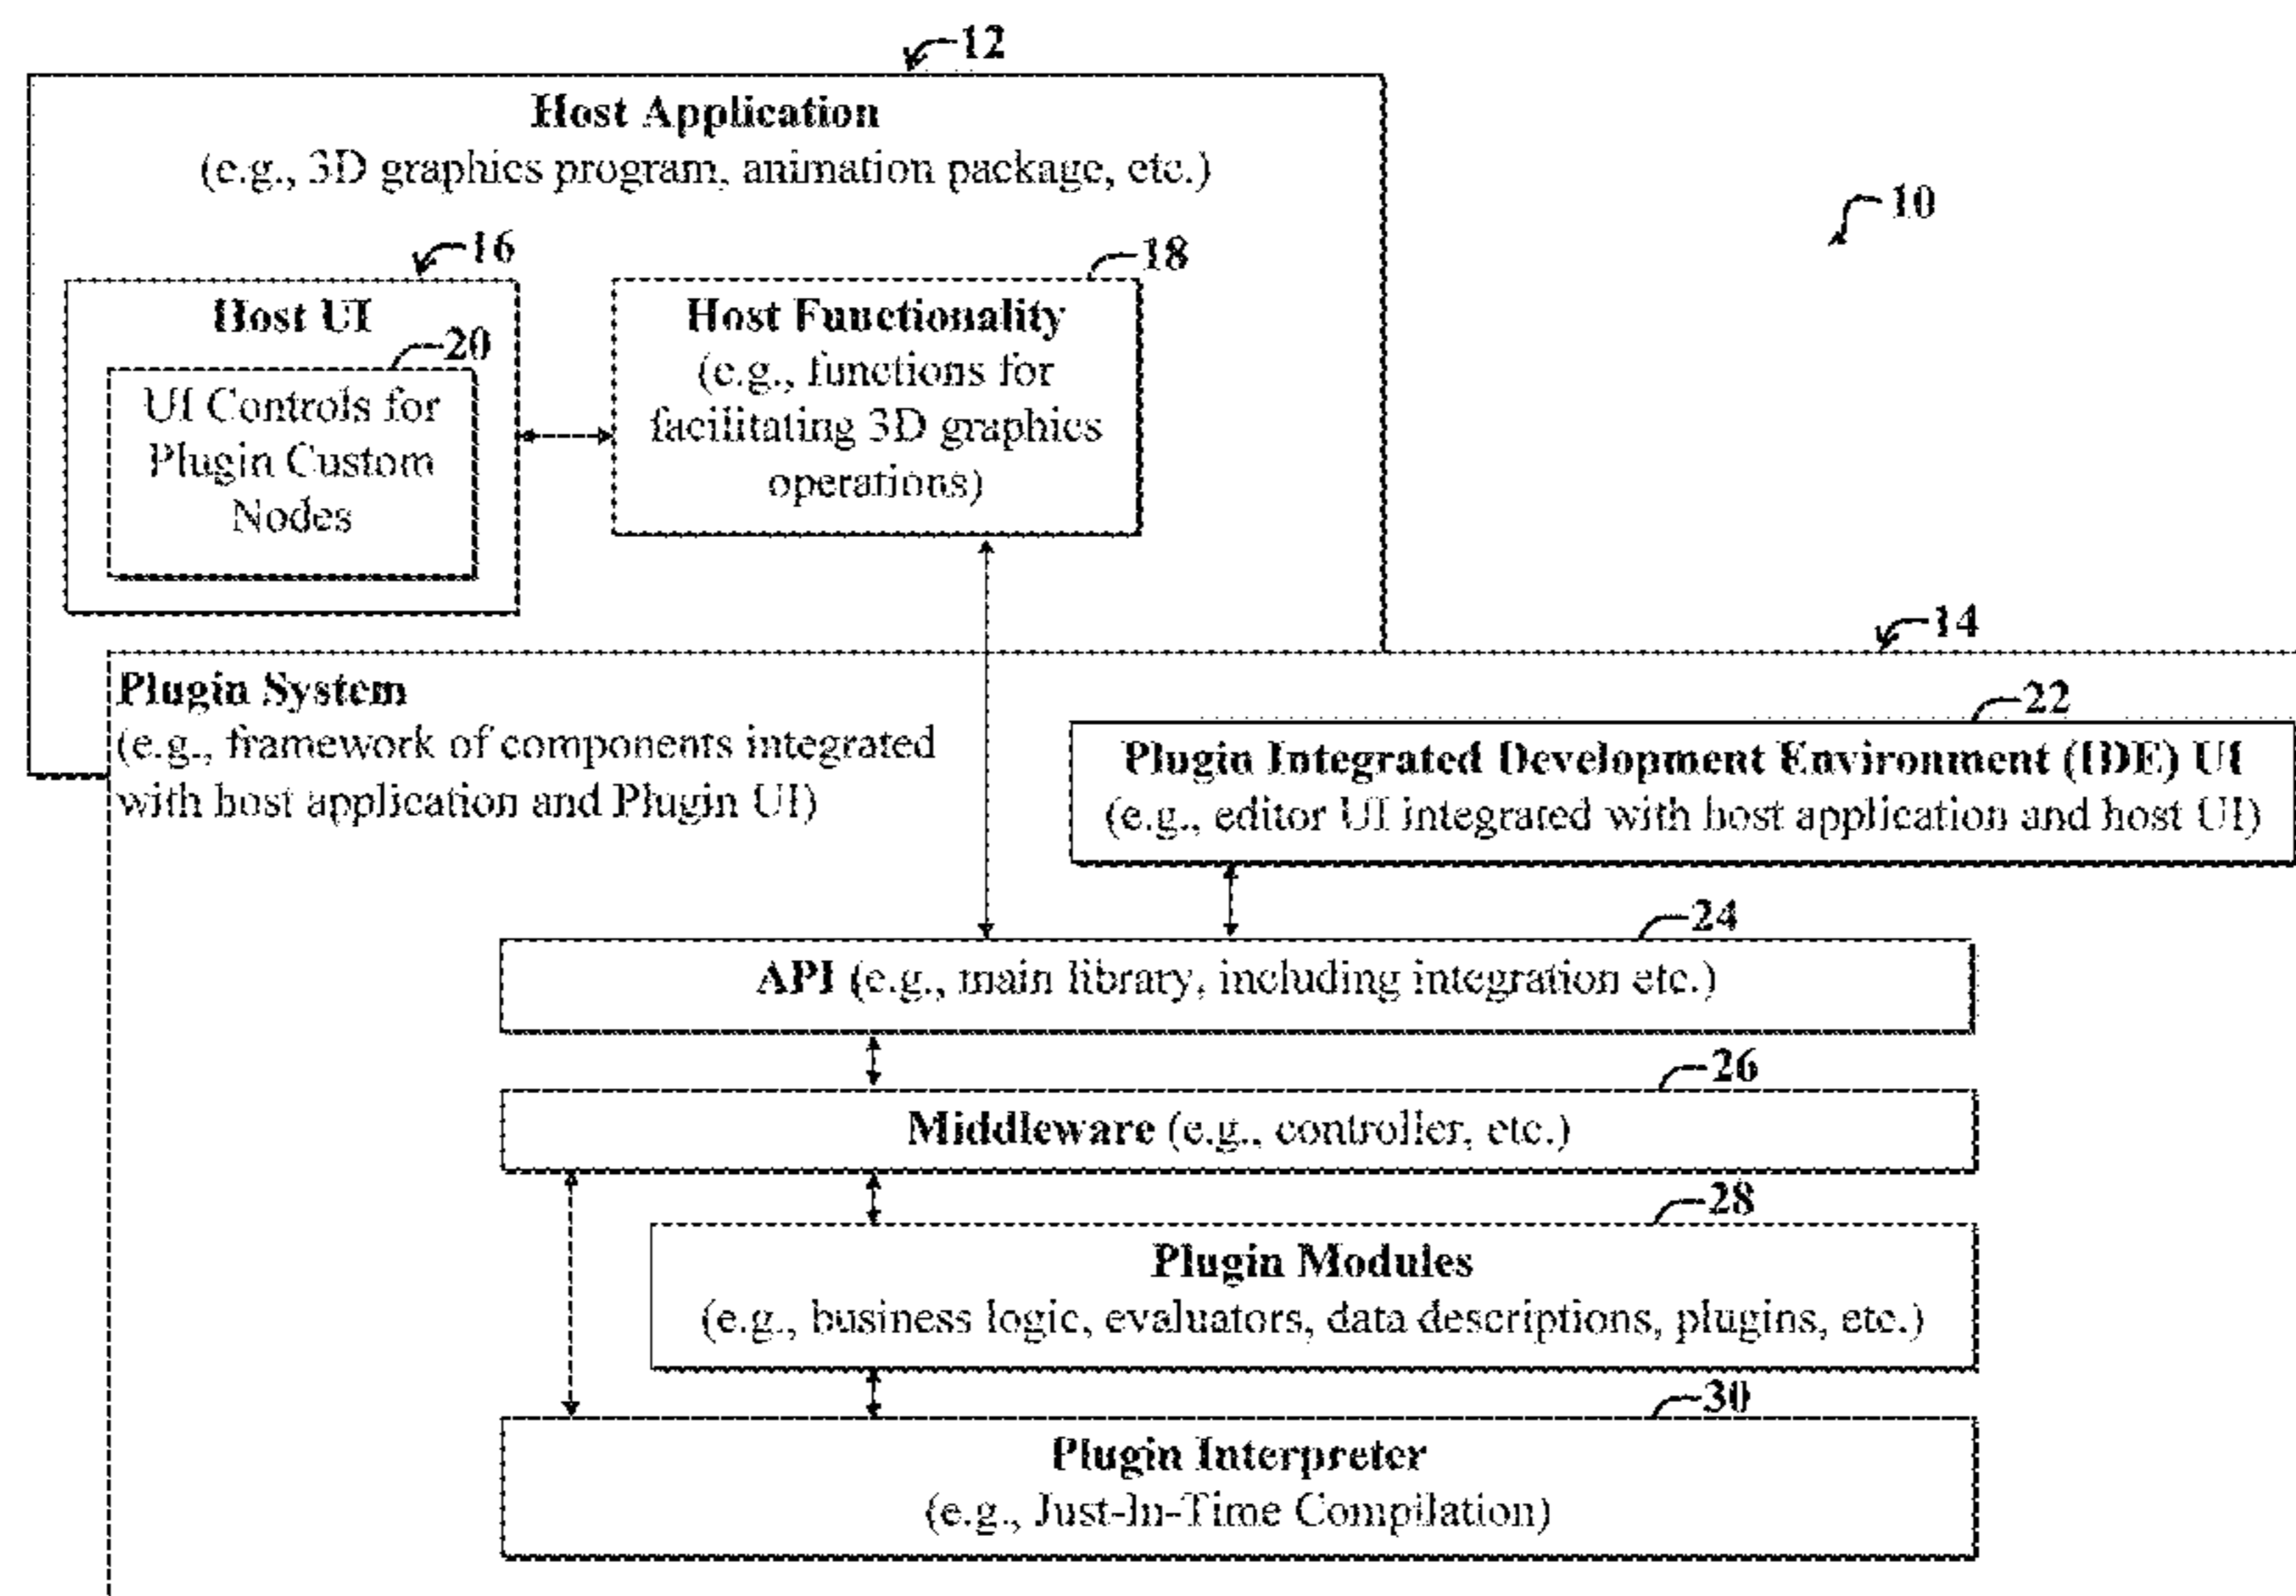 12
Host Application
(e.g., 3D graphics program, animation package, etc.)
10
16
18
Host UI
20
UI Controls for
Plugin Custom
Nodes
Host Functionality
(e.g., functions for
facilitating 3D graphics
operations)
14
Plugin System
(e.g., framework of components integrated
with host application and Plugin UI)
22
Plugin Integrated Development Environment (IDE) UI
(e.g., editor UI integrated with host application and host UI)
24
API (e.g., main library, including integration etc.)
26
Middleware (e.g., controller, etc.)
28
Plugin Modules
(e.g., business logic, evaluators, data descriptions, plugins, etc.)
30
Plugin Interpreter
(e.g., Just-In-Time Compilation)